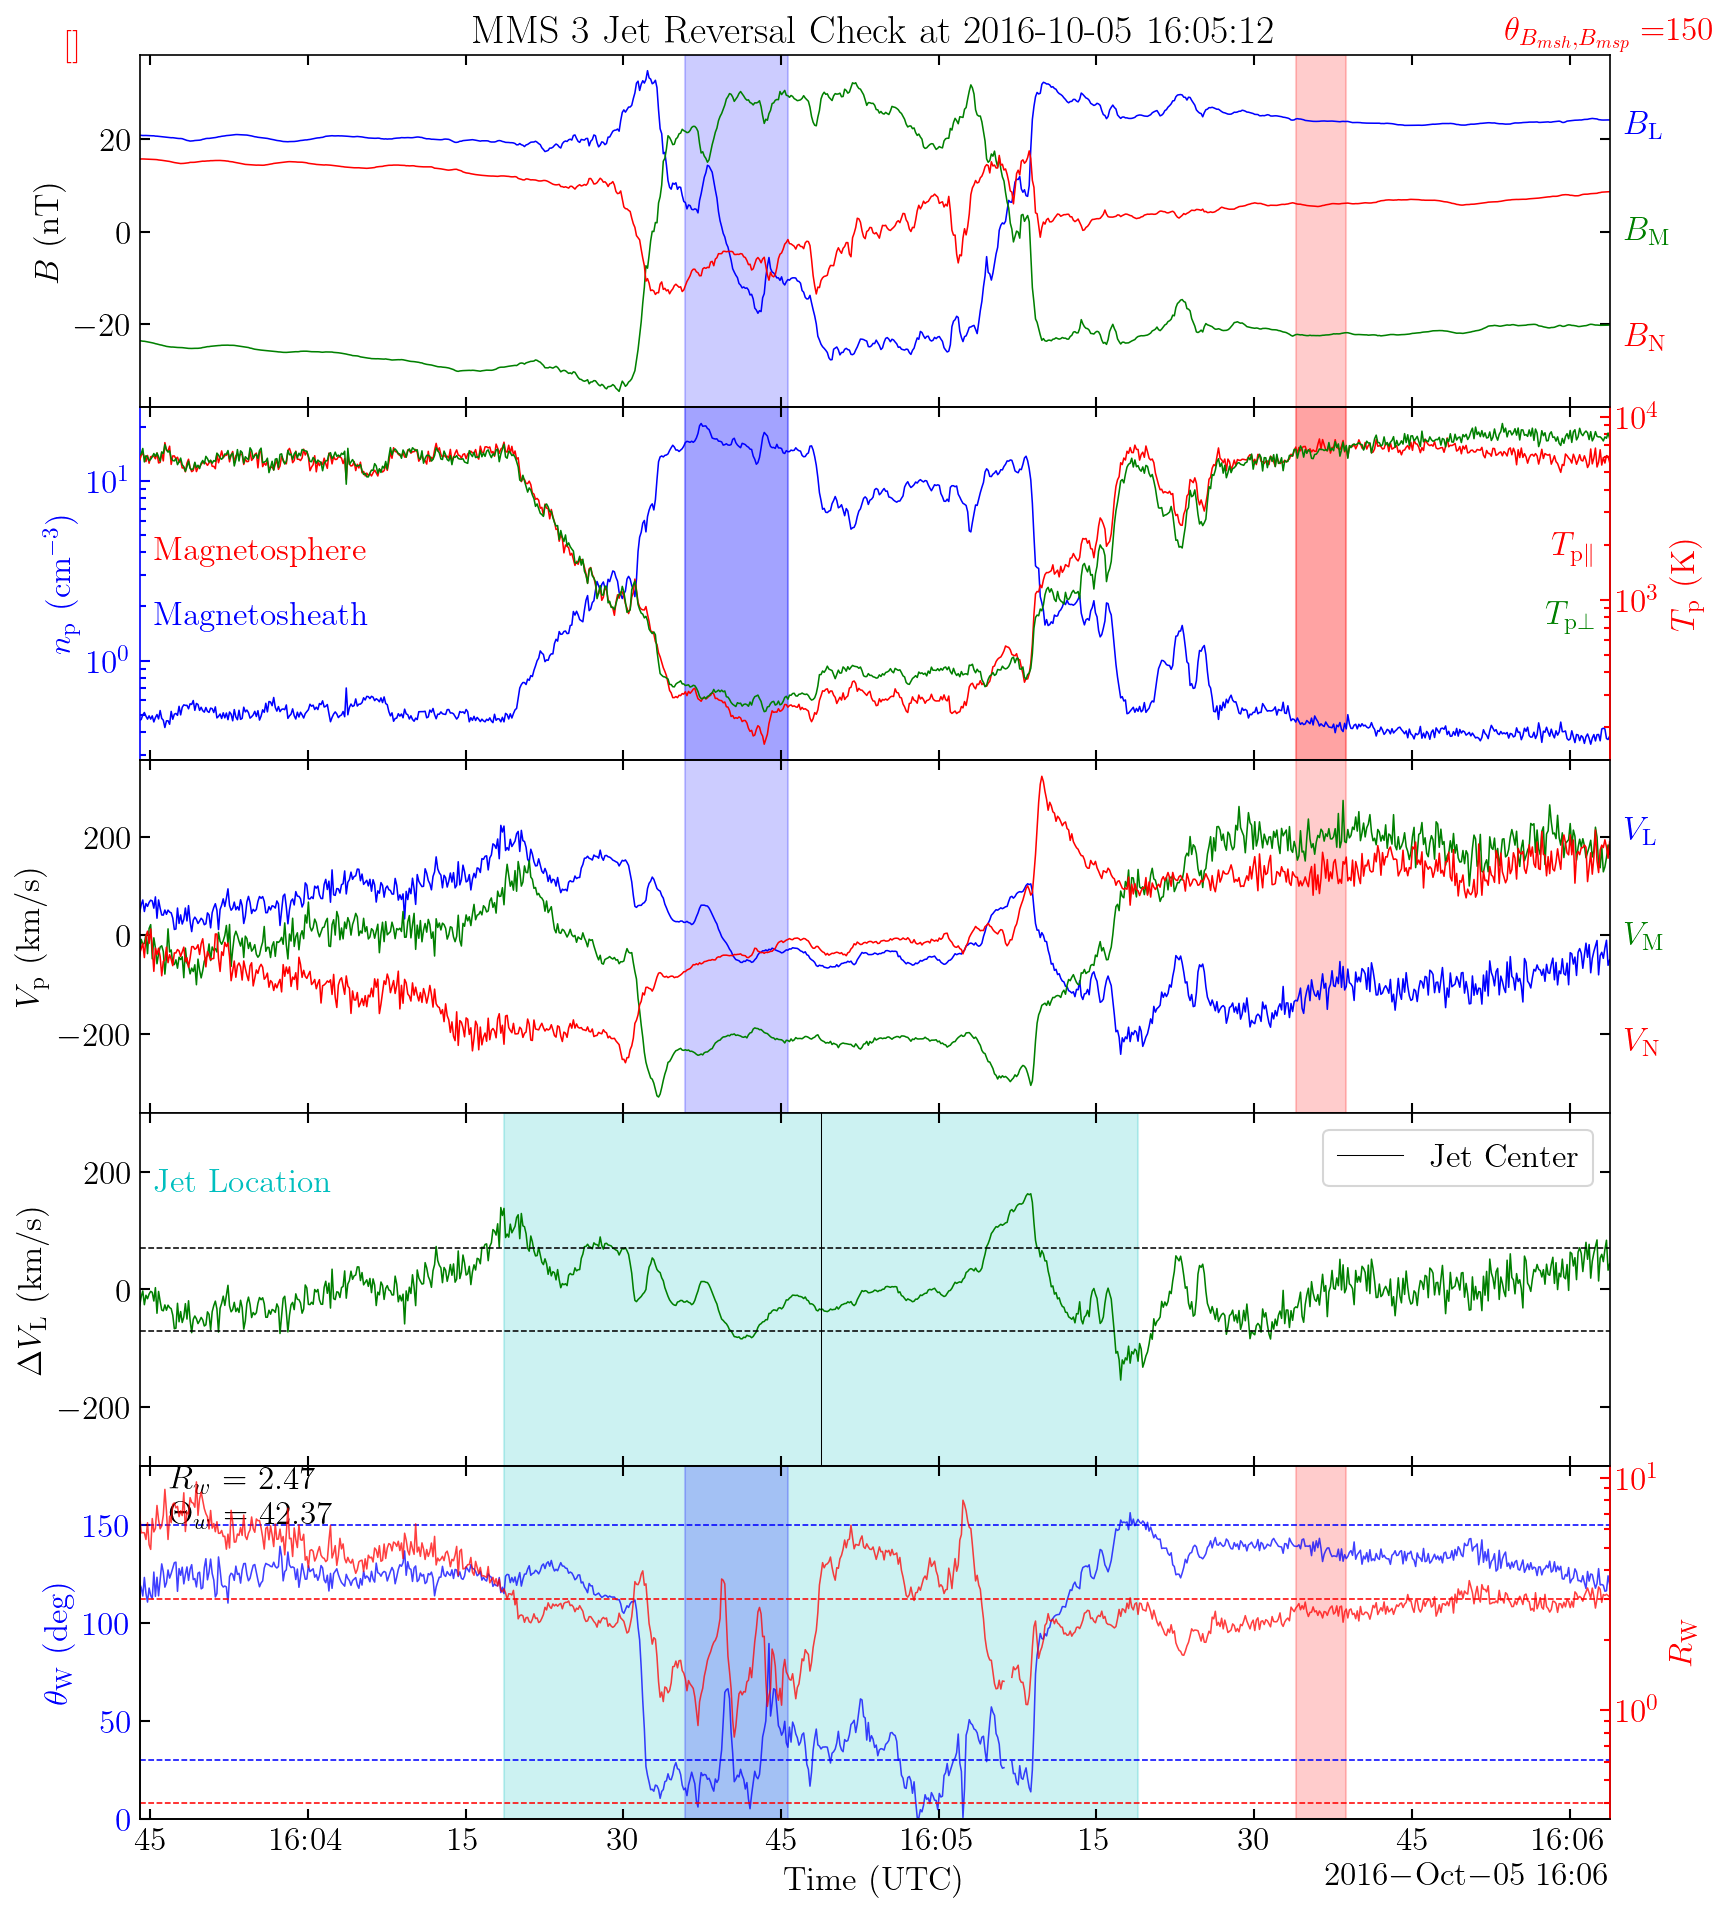 MMS 3 Jet Reversal Check at 2016-10-05 16:05:12
θ_{B_{msh},B_{msp}} =150
B (nT)
20
0
−20
B_L
B_M
B_N
n_p (cm^{−3})
10^1
10^0
Magnetosphere
Magnetosheath
T_{p∥}
T_{p⊥}
10^4
10^3
T_p (K)
V_p (km/s)
200
0
−200
V_L
V_M
V_N
ΔV_L (km/s)
200
0
−200
Jet Location
Jet Center
R_w = 2.47
Θ_w = 42.37
θ_W (deg)
150
100
50
0
10^1
10^0
R_W
45 16:04 15 30 45 16:05 15 30 45 16:06
Time (UTC)
2016−Oct−05 16:06